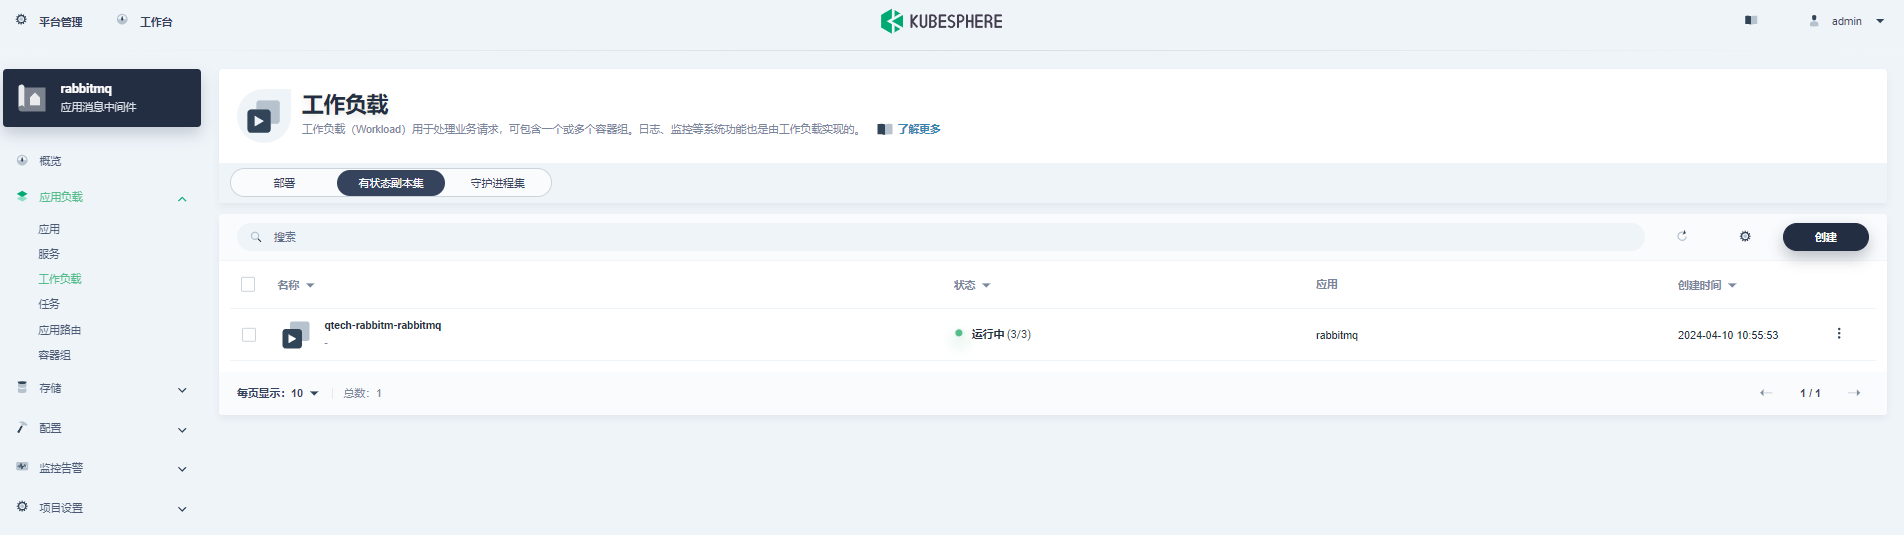 平台管理
工作台
KUBESPHERE
admin
rabbitmq
应用消息中间件
概览
应用负载
应用
服务
工作负载
任务
应用路由
容器组
存储
配置
监控告警
项目设置
工作负载
工作负载（Workload）用于处理业务请求，可包含一个或多个容器组。日志、监控等系统功能也是由工作负载实现的。 了解更多
部署 有状态副本集 守护进程集
搜索
创建
名称 状态 应用 创建时间
qtech-rabbitm-rabbitmq 运行中 (3/3) rabbitmq 2024-04-10 10:55:53
-
每页显示：10 总数：1 1 / 1